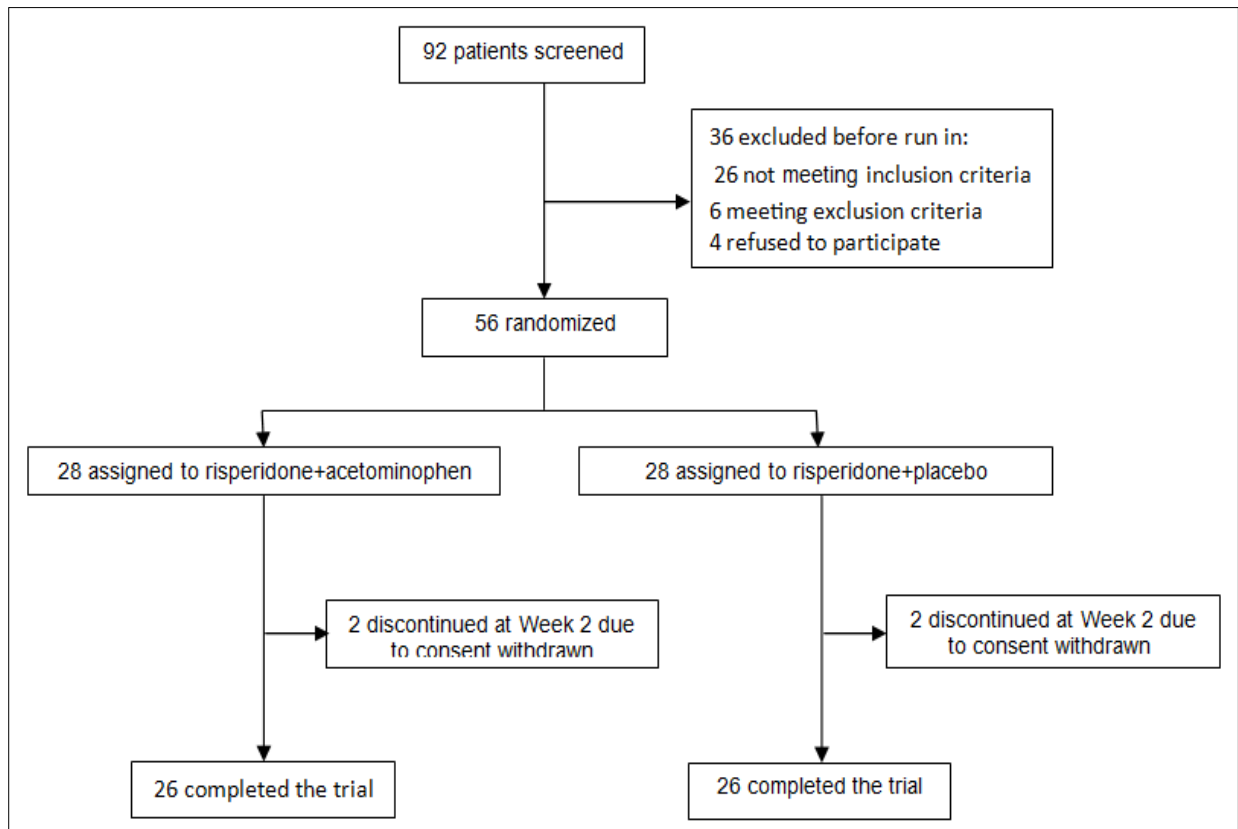 92 patients screened
36 excluded before run in:
26 not meeting inclusion criteria
6 meeting exclusion criteria
4 refused to participate
56 randomized
28 assigned to risperidone+acetominophen
28 assigned to risperidone+placebo
2 discontinued at Week 2 due
to consent withdrawn
2 discontinued at Week 2 due
to consent withdrawn
26 completed the trial
26 completed the trial